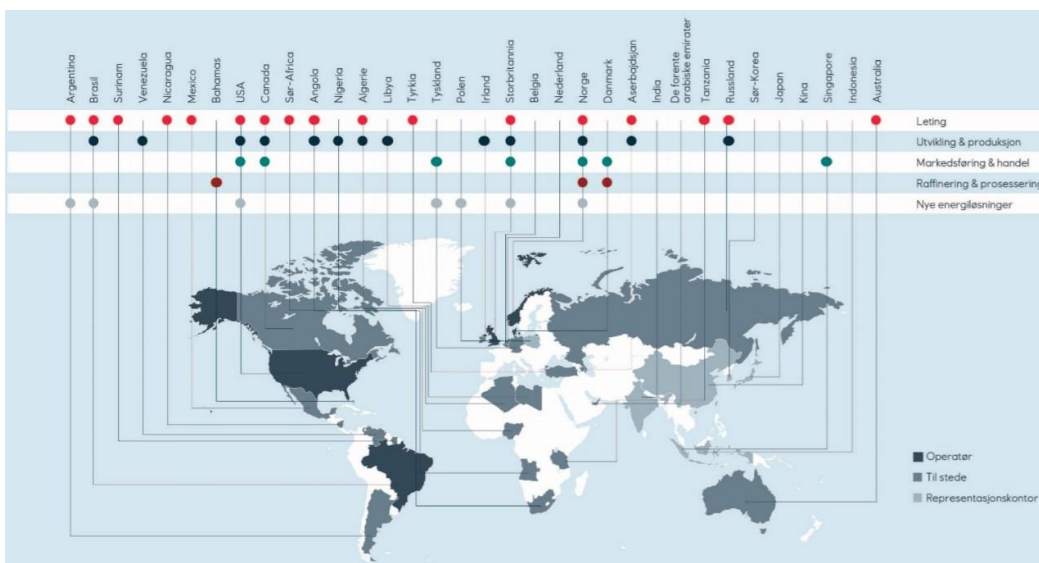 Argentina
Brasil
Surinam
Venezuela
Nicaragua
Mexico
Bahamas
USA
Canada
Sør-Africa
Angola
Nigeria
Algerie
Libya
Tyrkia
Tyskland
Polen
Irland
Storbritannia
Belgia
Nederland
Norge
Danmark
Aserbajdsjan
India
De forente
arabiske emirater
Tanzania
Russland
Sør-Korea
Japan
Kina
Singapore
Indonesia
Australia
Leting
Utvikling & produksjon
Markedsføring & handel
Raffinering & prosessering
Nye energiløsninger
Operatør
Til stede
Representasjonskontor